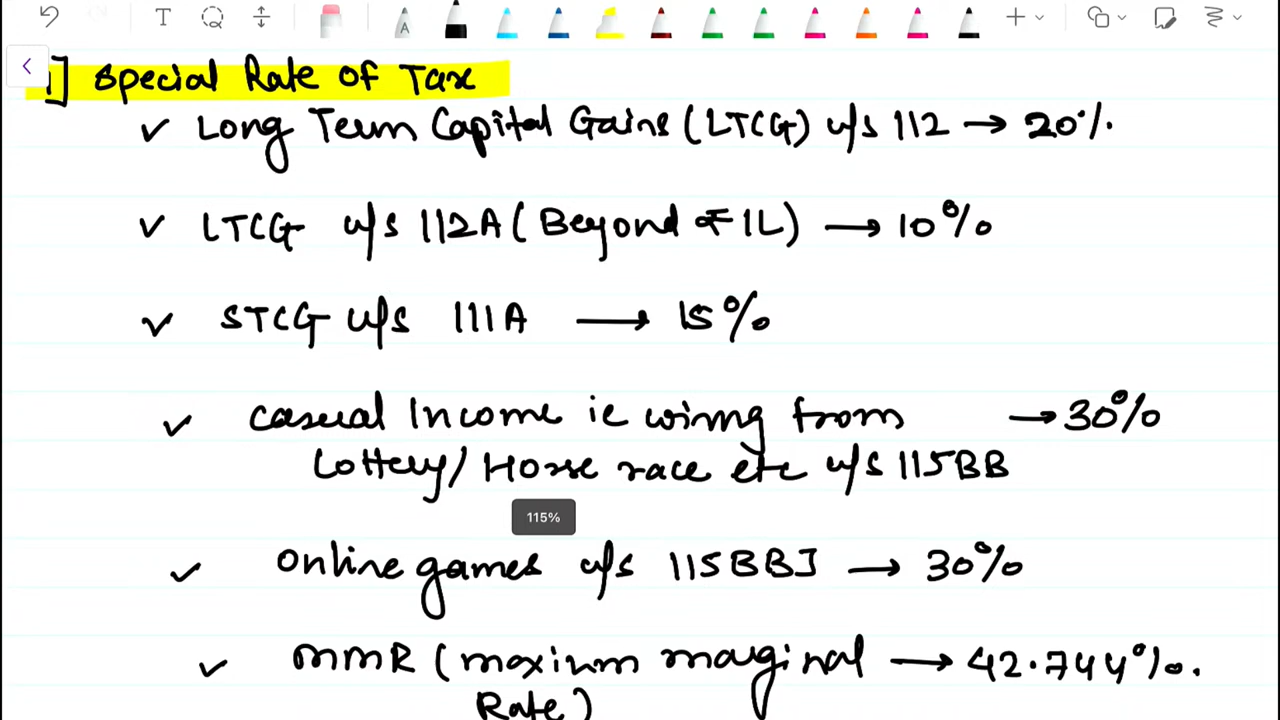 1] Special Rate of Tax
✓ Long Term Capital Gains (LTCG) u/s 112 → 20%.
✓ LTCG u/s 112A (Beyond ₹ 1L) → 10%
✓ STCG u/s 111A → 15%
✓ Casual Income ie wining from → 30%
Lottery/ Horse race etc u/s 115BB
115%
✓ Online games u/s 115BBJ → 30%
✓ MMR (maxium marginal → 42.744%.
Rate)